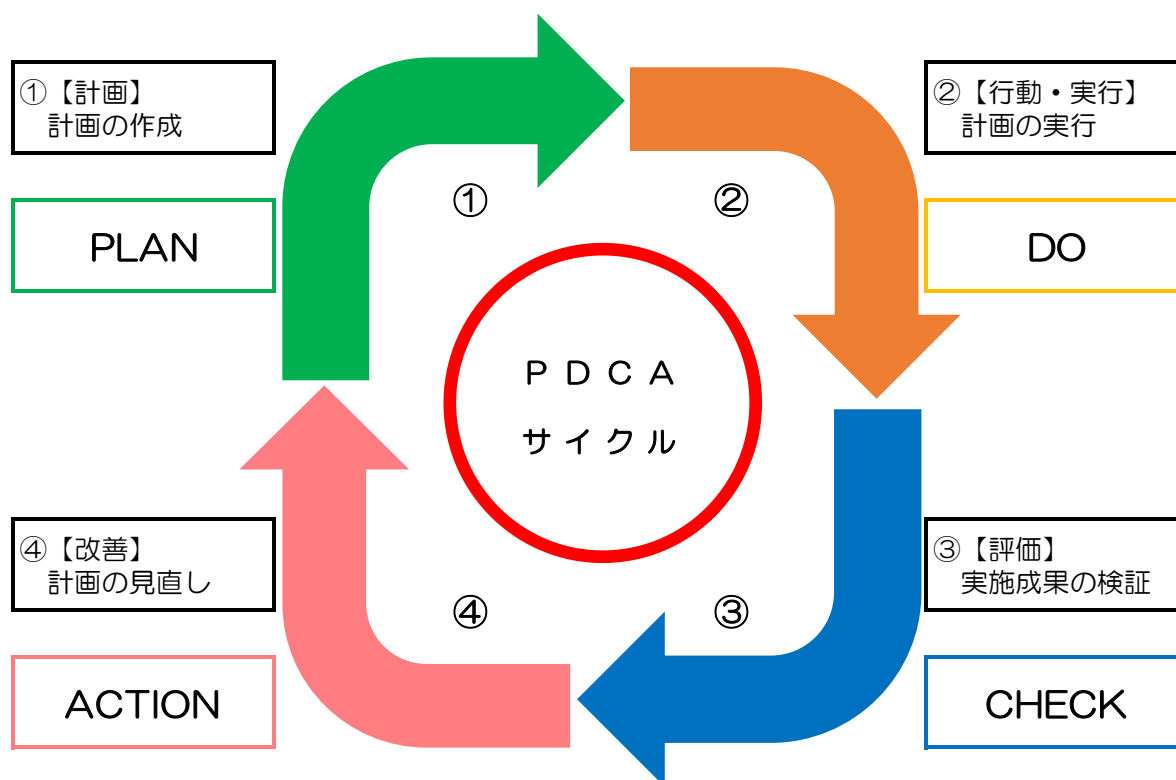 ①【計画】
計画の作成
PLAN
①
②
②【行動・実行】
計画の実行
DO
PDCA
サイクル
④【改善】
計画の見直し
ACTION
④
③
③【評価】
実施成果の検証
CHECK